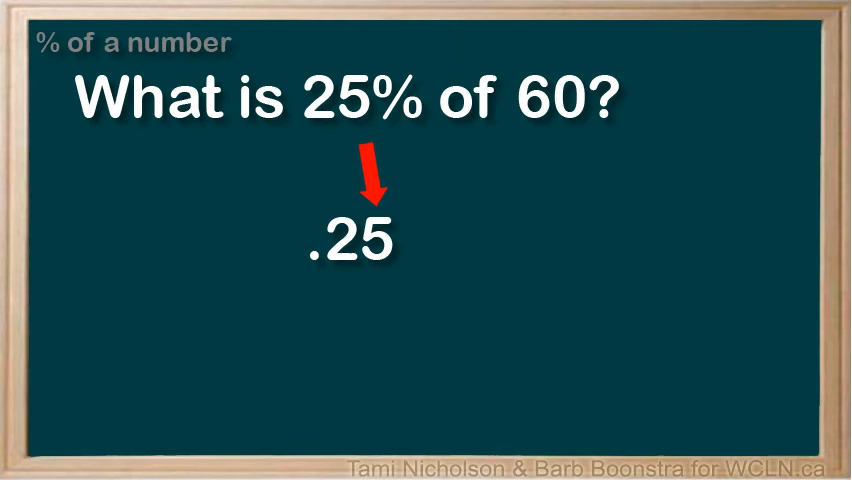 % of a number
What is 25% of 60?
.25
Tami Nicholson & Barb Boonstra for WCLN.ca